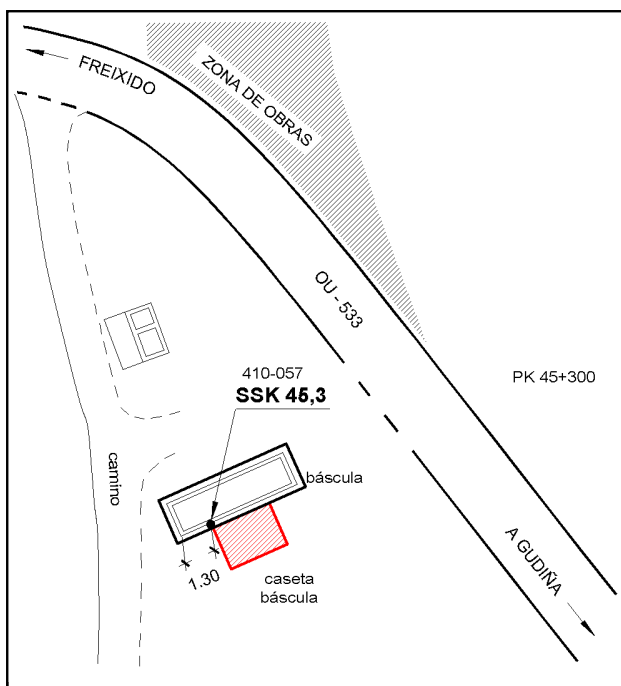 FREIXIDO
ZONA DE OBRAS
OU - 533
PK 45+300
410-057
SSK 45,3
camino
báscula
1.30
caseta
báscula
A GUDIÑA